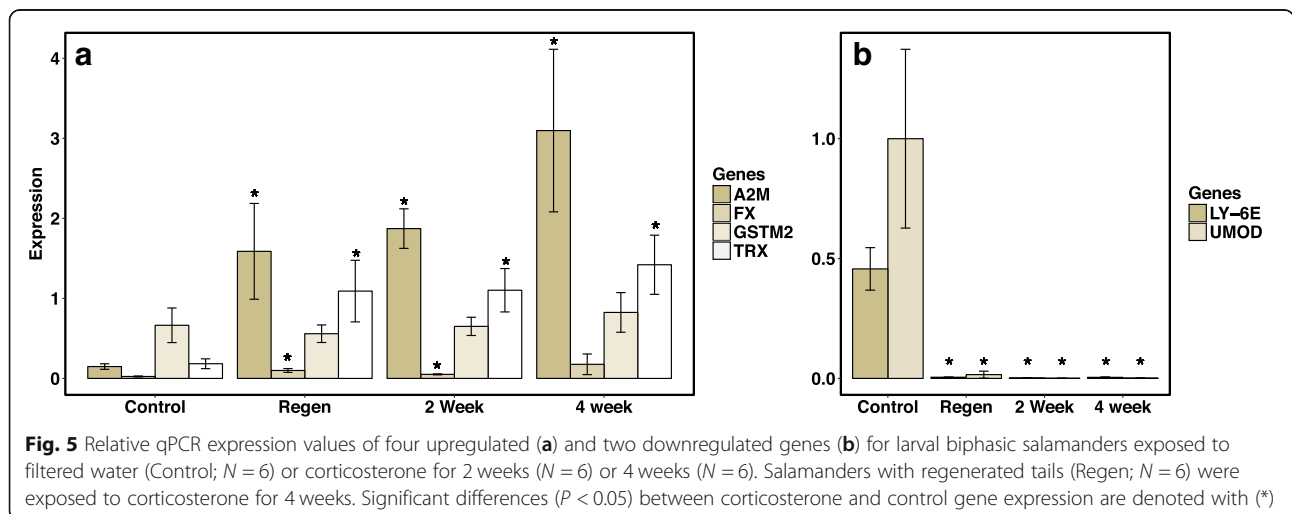 a
4
3
2
1
0
Expression
* * * * * * * *
Control Regen 2 Week 4 week
Genes
A2M
FX
GSTM2
TRX
b
1.0
0.5
0.0
* * * * * *
Control Regen 2 Week 4 week
Genes
LY−6E
UMOD
Fig. 5 Relative qPCR expression values of four upregulated (a) and two downregulated genes (b) for larval biphasic salamanders exposed to
filtered water (Control; N = 6) or corticosterone for 2 weeks (N = 6) or 4 weeks (N = 6). Salamanders with regenerated tails (Regen; N = 6) were
exposed to corticosterone for 4 weeks. Significant differences (P < 0.05) between corticosterone and control gene expression are denoted with (*)